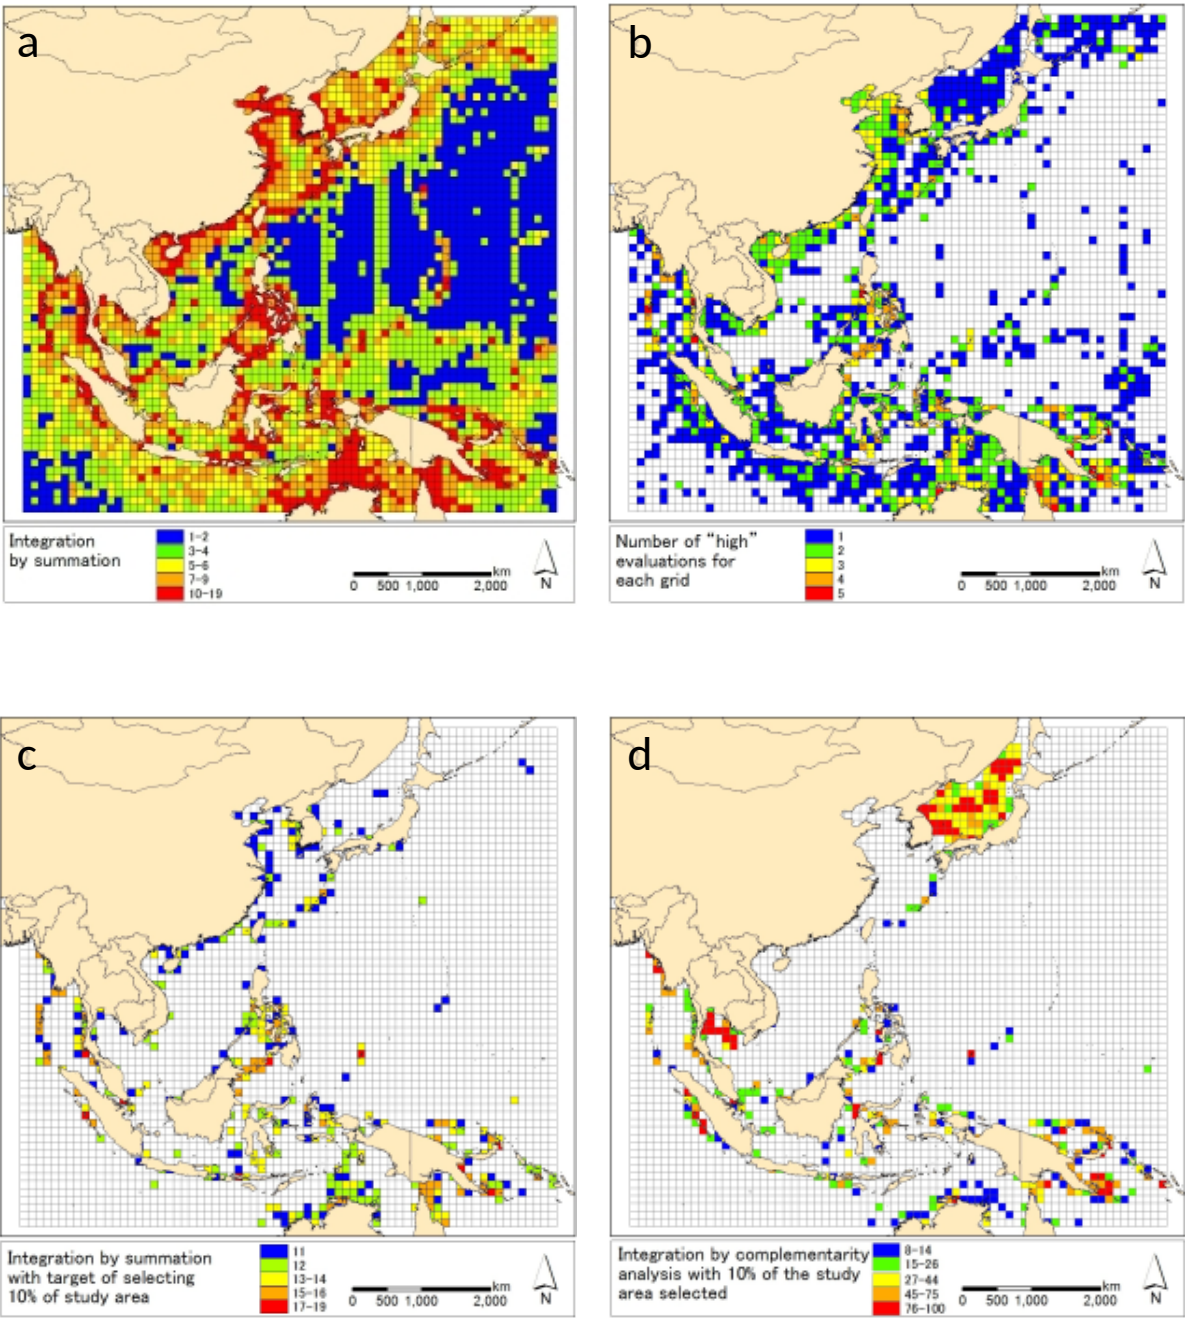 a
Integration
by summation
1-2
3-4
5-6
7-9
10-19
km
0 500 1,000 2,000
N
b
Number of "high"
evaluations for
each grid
1
2
3
4
5
km
0 500 1,000 2,000
N
c
Integration by summation
with target of selecting
10% of study area
11
12
13-14
15-16
17-19
km
0 500 1,000 2,000
N
d
Integration by complementarity
analysis with 10% of the study
area selected
8-14
15-26
27-44
45-75
76-100
km
0 500 1,000 2,000
N